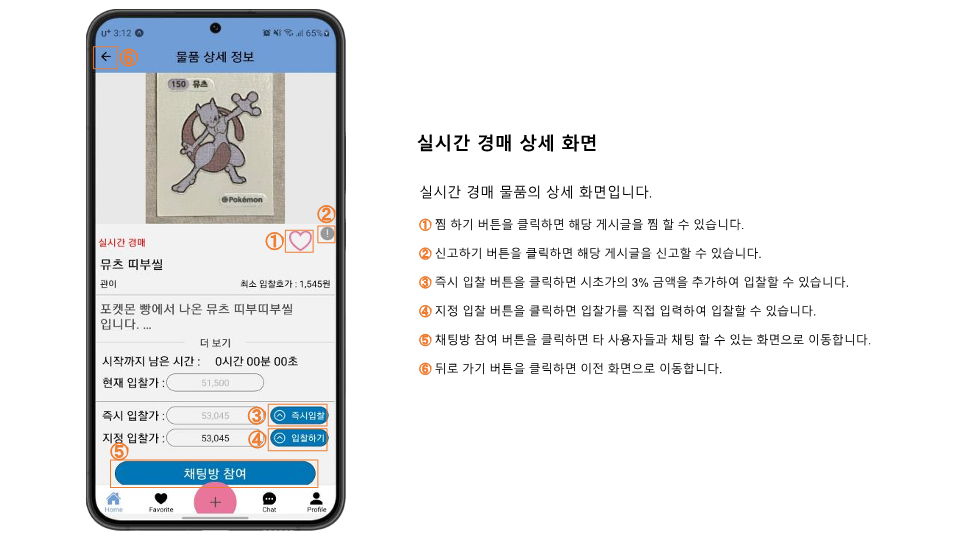 U+ 3:12
65%
← ⑥ 물품 상세 정보
150 뮤츠
©Pokémon
②
실시간 경매 ①
뮤츠 띠부씰
관이 최소 입찰호가 : 1,545원
포켓몬 빵에서 나온 뮤츠 띠부띠부씰
입니다. ...
더 보기
시작까지 남은 시간 : 0시간 00분 00초
현재 입찰가 : 51,500
즉시 입찰가 : 53,045 ③ 즉시입찰
지정 입찰가 : 53,045 ④ 입찰하기
⑤
채팅방 참여
+
Home Favorite Chat Profile
실시간 경매 상세 화면
실시간 경매 물품의 상세 화면입니다.
① 찜 하기 버튼을 클릭하면 해당 게시글을 찜 할 수 있습니다.
② 신고하기 버튼을 클릭하면 해당 게시글을 신고할 수 있습니다.
③ 즉시 입찰 버튼을 클릭하면 시초가의 3% 금액을 추가하여 입찰할 수 있습니다.
④ 지정 입찰 버튼을 클릭하면 입찰가를 직접 입력하여 입찰할 수 있습니다.
⑤ 채팅방 참여 버튼을 클릭하면 타 사용자들과 채팅 할 수 있는 화면으로 이동합니다.
⑥ 뒤로 가기 버튼을 클릭하면 이전 화면으로 이동합니다.